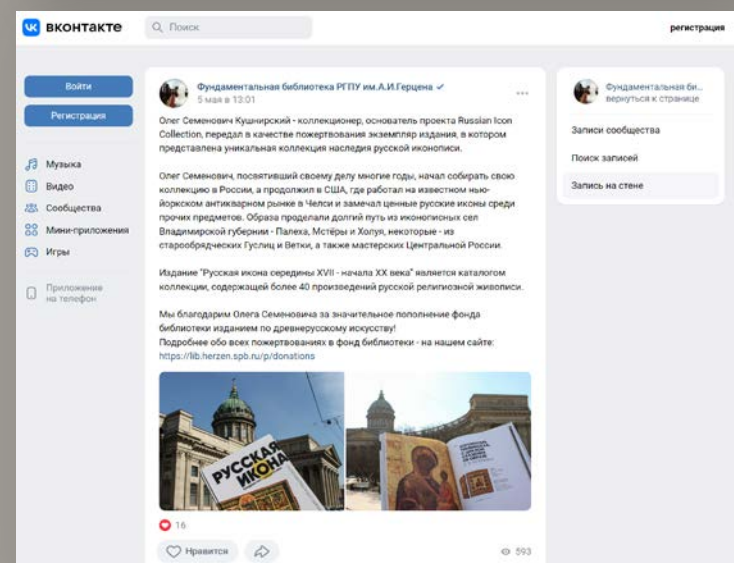 вконтакте
Поиск
регистрация
Войти
Регистрация
Музыка
Видео
Сообщества
Мини-приложения
Игры
Приложение
на телефон
Фундаментальная библиотека РГПУ им.А.И.Герцена
5 мая в 13:01
Олег Семенович Кушнирский - коллекционер, основатель проекта Russian Icon
Collection, передал в качестве пожертвования экземпляр издания, в котором
представлена уникальная коллекция наследия русской иконописи.
Олег Семенович, посвятивший своему делу многие годы, начал собирать свою
коллекцию в России, а продолжил в США, где работал на известном нью-
йоркском антикварном рынке в Челси и замечал ценные русские иконы среди
прочих предметов. Образа проделали долгий путь из иконописных сел
Владимирской губернии - Палеха, Мстёры и Холуя, некоторые - из
старообрядческих Гуслиц и Ветки, а также мастерских Центральной России.
Издание "Русская икона середины XVII - начала XX века" является каталогом
коллекции, содержащей более 40 произведений русской религиозной живописи.
Мы благодарим Олега Семеновича за значительное пополнение фонда
библиотеки изданием по древнерусскому искусству!
Подробнее обо всех пожертвованиях в фонд библиотеки - на нашем сайте:
https://lib.herzen.spb.ru/p/donations
РУССКАЯ
ИКОНА
16
Нравится
593
Фундаментальная би...
вернуться к странице
Записи сообщества
Поиск записей
Запись на стене